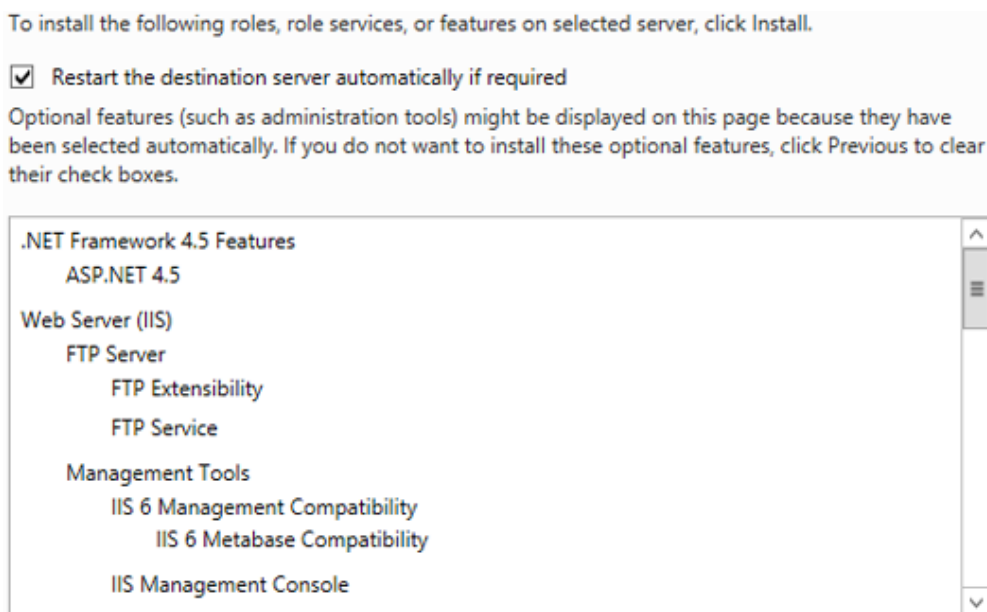 To install the following roles, role services, or features on selected server, click Install.
Restart the destination server automatically if required
Optional features (such as administration tools) might be displayed on this page because they have
been selected automatically. If you do not want to install these optional features, click Previous to clear
their check boxes.
.NET Framework 4.5 Features
ASP.NET 4.5
Web Server (IIS)
FTP Server
FTP Extensibility
FTP Service
Management Tools
IIS 6 Management Compatibility
IIS 6 Metabase Compatibility
IIS Management Console